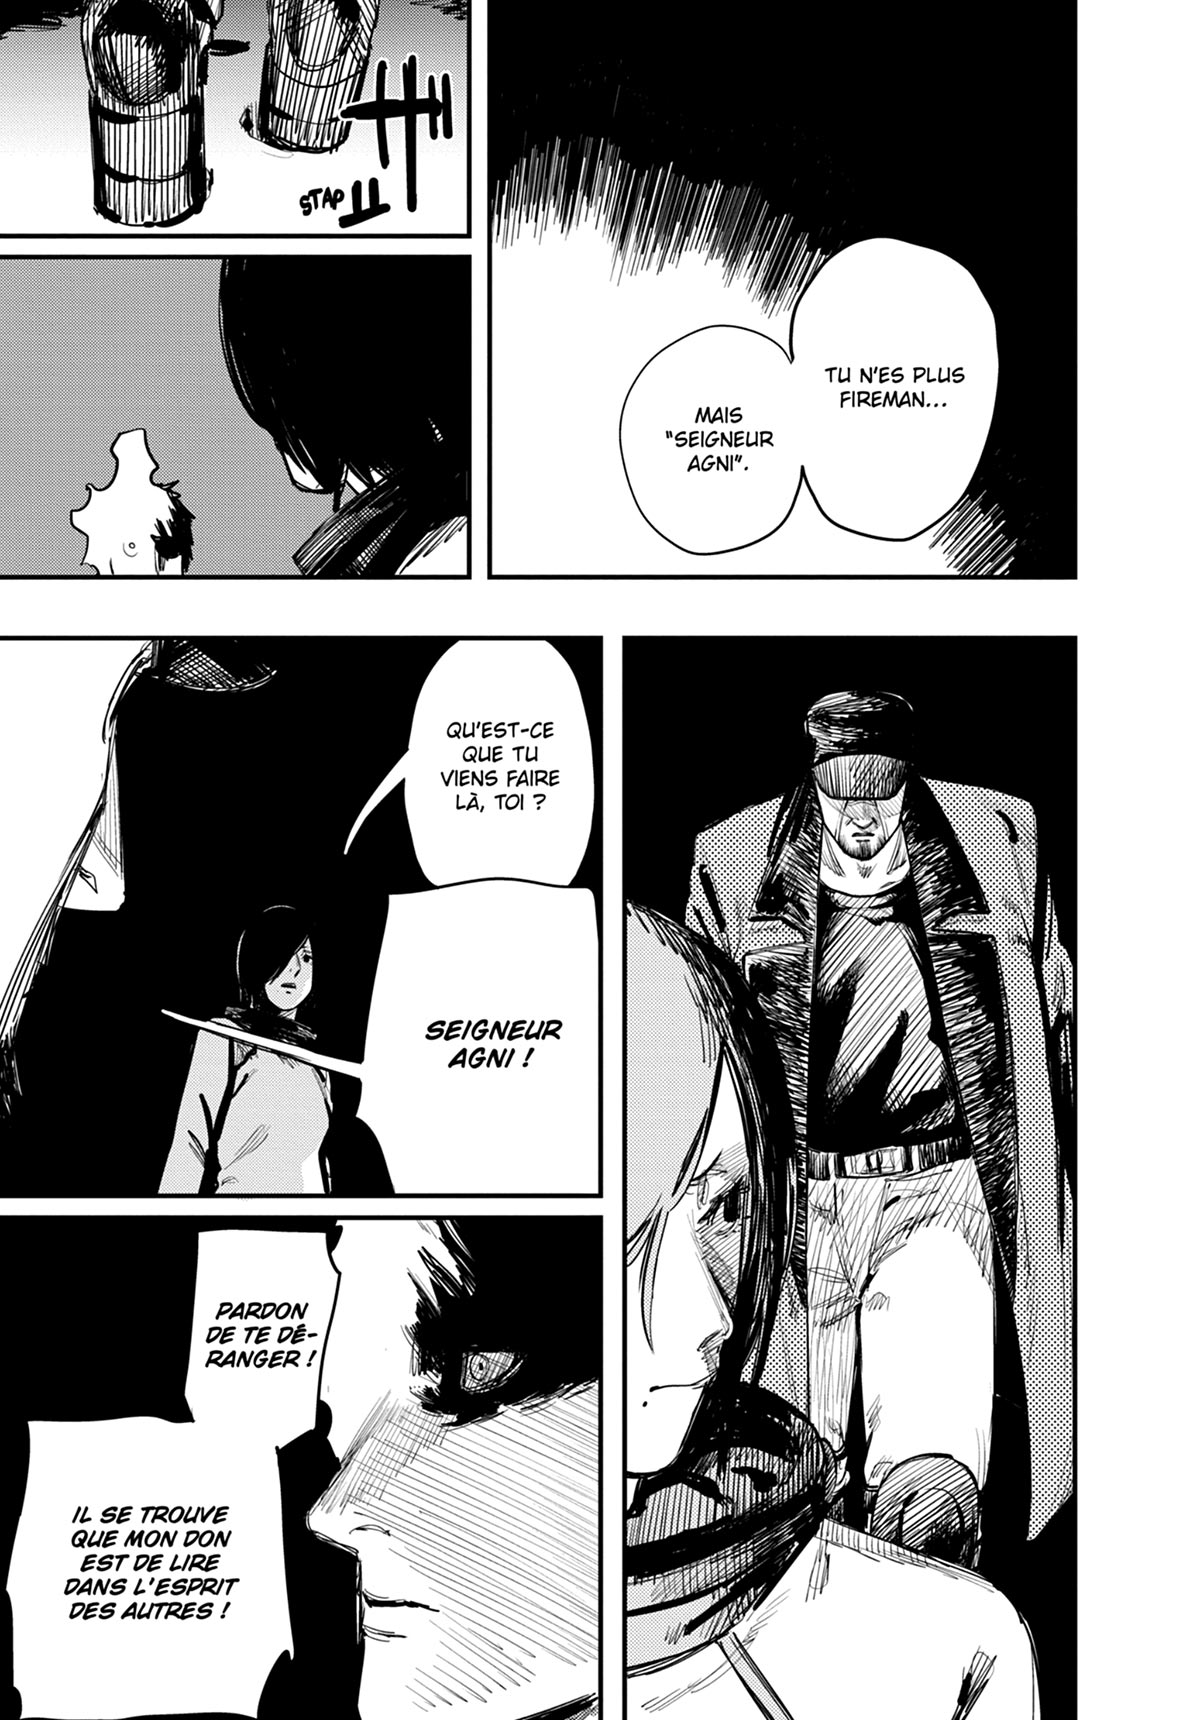 TU N'ES PLUS
FIREMAN...
MAIS
"SEIGNEUR
AGNI".
STAP
QU'EST-CE
QUE TU
VIENS FAIRE
LÀ, TOI ?
SEIGNEUR
AGNI !
PARDON
DE TE DÉ-
RANGER !
IL SE TROUVE
QUE MON DON
EST DE LIRE
DANS L'ESPRIT
DES AUTRES !